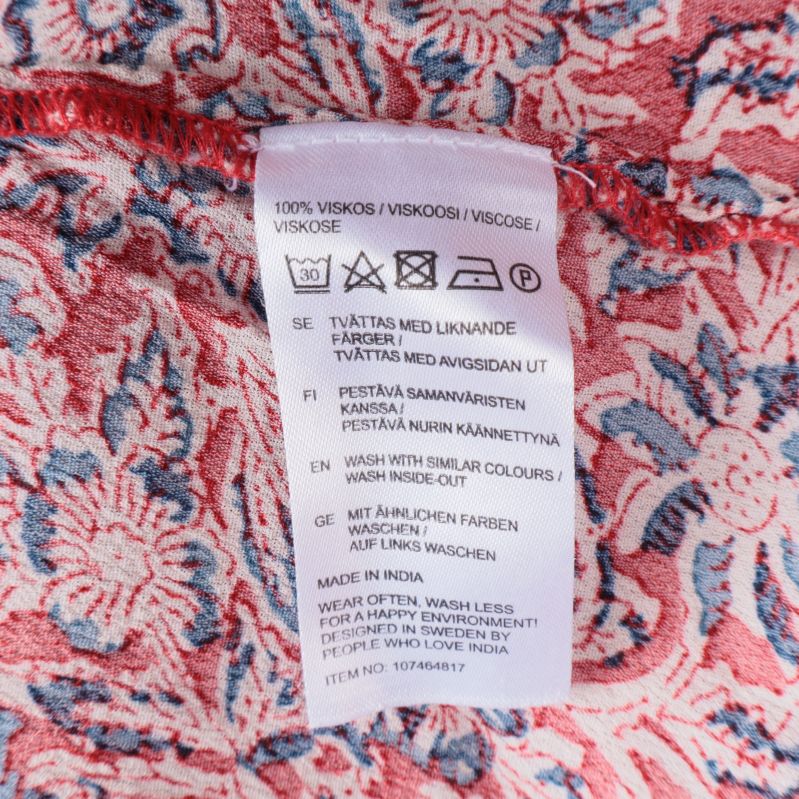 100% VISKOS / VISKOOSI / VISCOSE /
VISKOSE
30 P
SE TVÄTTAS MED LIKNANDE
FÄRGER /
TVÄTTAS MED AVIGSIDAN UT
FI PESTÄVÄ SAMANVÄRISTEN
KANSSA /
PESTÄVÄ NURIN KÄÄNNETTYNÄ
EN WASH WITH SIMILAR COLOURS /
WASH INSIDE-OUT
GE MIT ÄHNLICHEN FARBEN
WASCHEN /
AUF LINKS WASCHEN
MADE IN INDIA
WEAR OFTEN, WASH LESS
FOR A HAPPY ENVIRONMENT!
DESIGNED IN SWEDEN BY
PEOPLE WHO LOVE INDIA
ITEM NO: 107464817